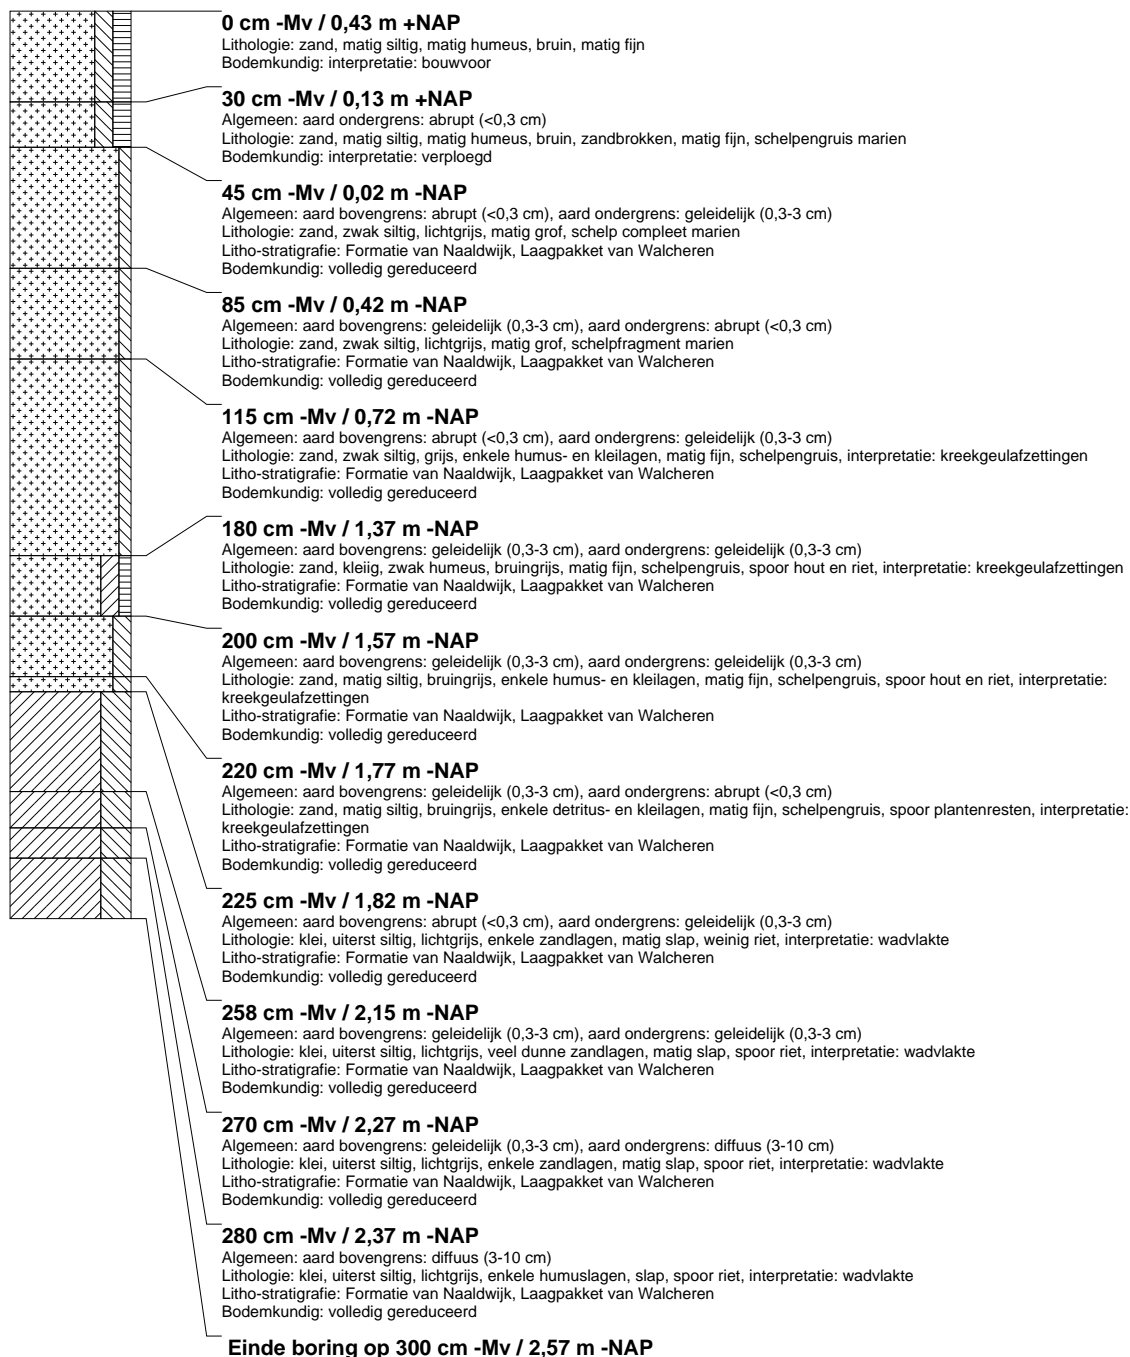 0 cm -Mv / 0,43 m +NAP
Lithologie: zand, matig siltig, matig humeus, bruin, matig fijn
Bodemkundig: interpretatie: bouwvoor
30 cm -Mv / 0,13 m +NAP
Algemeen: aard ondergrens: abrupt (<0,3 cm)
Lithologie: zand, matig siltig, matig humeus, bruin, zandbrokken, matig fijn, schelpengruis marien
Bodemkundig: interpretatie: verploegd
45 cm -Mv / 0,02 m -NAP
Algemeen: aard bovengrens: abrupt (<0,3 cm), aard ondergrens: geleidelijk (0,3-3 cm)
Lithologie: zand, zwak siltig, lichtgrijs, matig grof, schelp compleet marien
Litho-stratigrafie: Formatie van Naaldwijk, Laagpakket van Walcheren
Bodemkundig: volledig gereduceerd
85 cm -Mv / 0,42 m -NAP
Algemeen: aard bovengrens: geleidelijk (0,3-3 cm), aard ondergrens: abrupt (<0,3 cm)
Lithologie: zand, zwak siltig, lichtgrijs, matig grof, schelpfragment marien
Litho-stratigrafie: Formatie van Naaldwijk, Laagpakket van Walcheren
Bodemkundig: volledig gereduceerd
115 cm -Mv / 0,72 m -NAP
Algemeen: aard bovengrens: abrupt (<0,3 cm), aard ondergrens: geleidelijk (0,3-3 cm)
Lithologie: zand, zwak siltig, grijs, enkele humus- en kleilagen, matig fijn, schelpengruis, interpretatie: kreekgeulafzettingen
Litho-stratigrafie: Formatie van Naaldwijk, Laagpakket van Walcheren
Bodemkundig: volledig gereduceerd
180 cm -Mv / 1,37 m -NAP
Algemeen: aard bovengrens: geleidelijk (0,3-3 cm), aard ondergrens: geleidelijk (0,3-3 cm)
Lithologie: zand, kleiig, zwak humeus, bruingrijs, matig fijn, schelpengruis, spoor hout en riet, interpretatie: kreekgeulafzettingen
Litho-stratigrafie: Formatie van Naaldwijk, Laagpakket van Walcheren
Bodemkundig: volledig gereduceerd
200 cm -Mv / 1,57 m -NAP
Algemeen: aard bovengrens: geleidelijk (0,3-3 cm), aard ondergrens: geleidelijk (0,3-3 cm)
Lithologie: zand, matig siltig, bruingrijs, enkele humus- en kleilagen, matig fijn, schelpengruis, spoor hout en riet, interpretatie:
kreekgeulafzettingen
Litho-stratigrafie: Formatie van Naaldwijk, Laagpakket van Walcheren
Bodemkundig: volledig gereduceerd
220 cm -Mv / 1,77 m -NAP
Algemeen: aard bovengrens: geleidelijk (0,3-3 cm), aard ondergrens: abrupt (<0,3 cm)
Lithologie: zand, matig siltig, bruingrijs, enkele detritus- en kleilagen, matig fijn, schelpengruis, spoor plantenresten, interpretatie:
kreekgeulafzettingen
Litho-stratigrafie: Formatie van Naaldwijk, Laagpakket van Walcheren
Bodemkundig: volledig gereduceerd
225 cm -Mv / 1,82 m -NAP
Algemeen: aard bovengrens: abrupt (<0,3 cm), aard ondergrens: geleidelijk (0,3-3 cm)
Lithologie: klei, uiterst siltig, lichtgrijs, enkele zandlagen, matig slap, weinig riet, interpretatie: wadvlakte
Litho-stratigrafie: Formatie van Naaldwijk, Laagpakket van Walcheren
Bodemkundig: volledig gereduceerd
258 cm -Mv / 2,15 m -NAP
Algemeen: aard bovengrens: geleidelijk (0,3-3 cm), aard ondergrens: geleidelijk (0,3-3 cm)
Lithologie: klei, uiterst siltig, lichtgrijs, veel dunne zandlagen, matig slap, spoor riet, interpretatie: wadvlakte
Litho-stratigrafie: Formatie van Naaldwijk, Laagpakket van Walcheren
Bodemkundig: volledig gereduceerd
270 cm -Mv / 2,27 m -NAP
Algemeen: aard bovengrens: geleidelijk (0,3-3 cm), aard ondergrens: diffuus (3-10 cm)
Lithologie: klei, uiterst siltig, lichtgrijs, enkele zandlagen, matig slap, spoor riet, interpretatie: wadvlakte
Litho-stratigrafie: Formatie van Naaldwijk, Laagpakket van Walcheren
Bodemkundig: volledig gereduceerd
280 cm -Mv / 2,37 m -NAP
Algemeen: aard bovengrens: diffuus (3-10 cm)
Lithologie: klei, uiterst siltig, lichtgrijs, enkele humuslagen, slap, spoor riet, interpretatie: wadvlakte
Litho-stratigrafie: Formatie van Naaldwijk, Laagpakket van Walcheren
Bodemkundig: volledig gereduceerd
Einde boring op 300 cm -Mv / 2,57 m -NAP